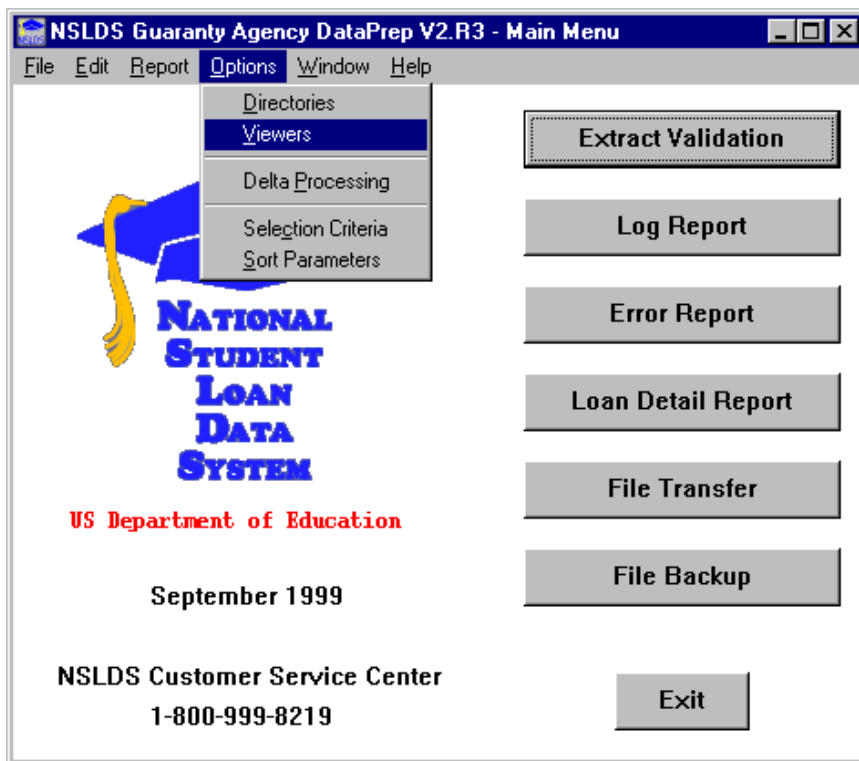 NSLDS Guaranty Agency DataPrep V2.R3 - Main Menu
File Edit Report Options Window Help
Directories
Viewers
Delta Processing
Selection Criteria
Sort Parameters
Extract Validation
Log Report
Error Report
Loan Detail Report
File Transfer
File Backup
NATIONAL
STUDENT
LOAN
DATA
SYSTEM
US Department of Education
September 1999
NSLDS Customer Service Center
1-800-999-8219
Exit